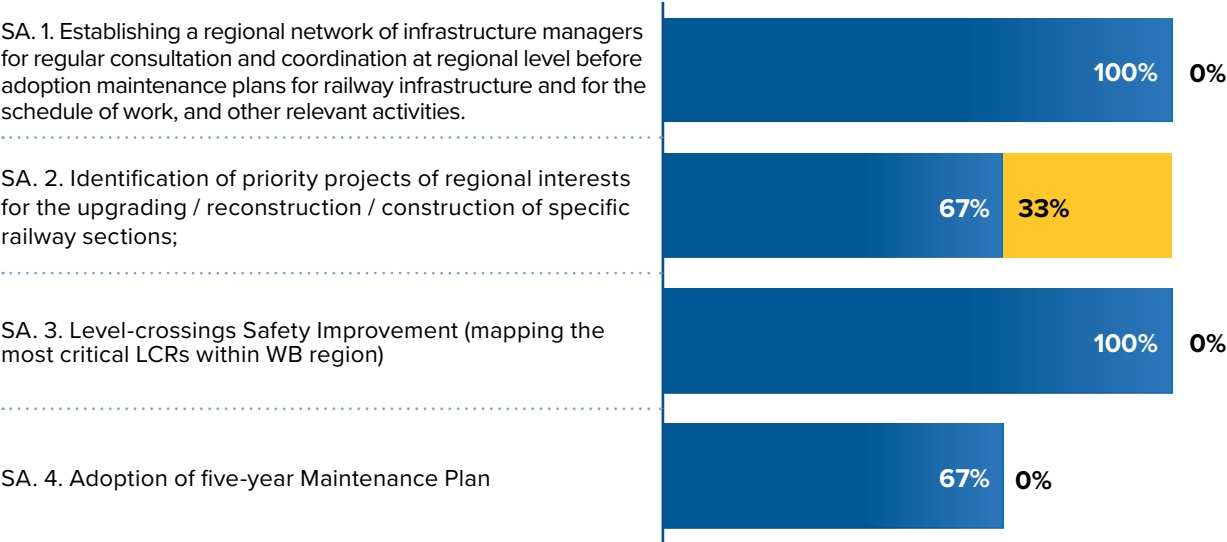 SA. 1. Establishing a regional network of infrastructure managers
for regular consultation and coordination at regional level before
adoption maintenance plans for railway infrastructure and for the
schedule of work, and other relevant activities.
100% 0%
SA. 2. Identification of priority projects of regional interests
for the upgrading / reconstruction / construction of specific
railway sections;
67% 33%
SA. 3. Level-crossings Safety Improvement (mapping the
most critical LCRs within WB region)
100% 0%
SA. 4. Adoption of five-year Maintenance Plan
67% 0%